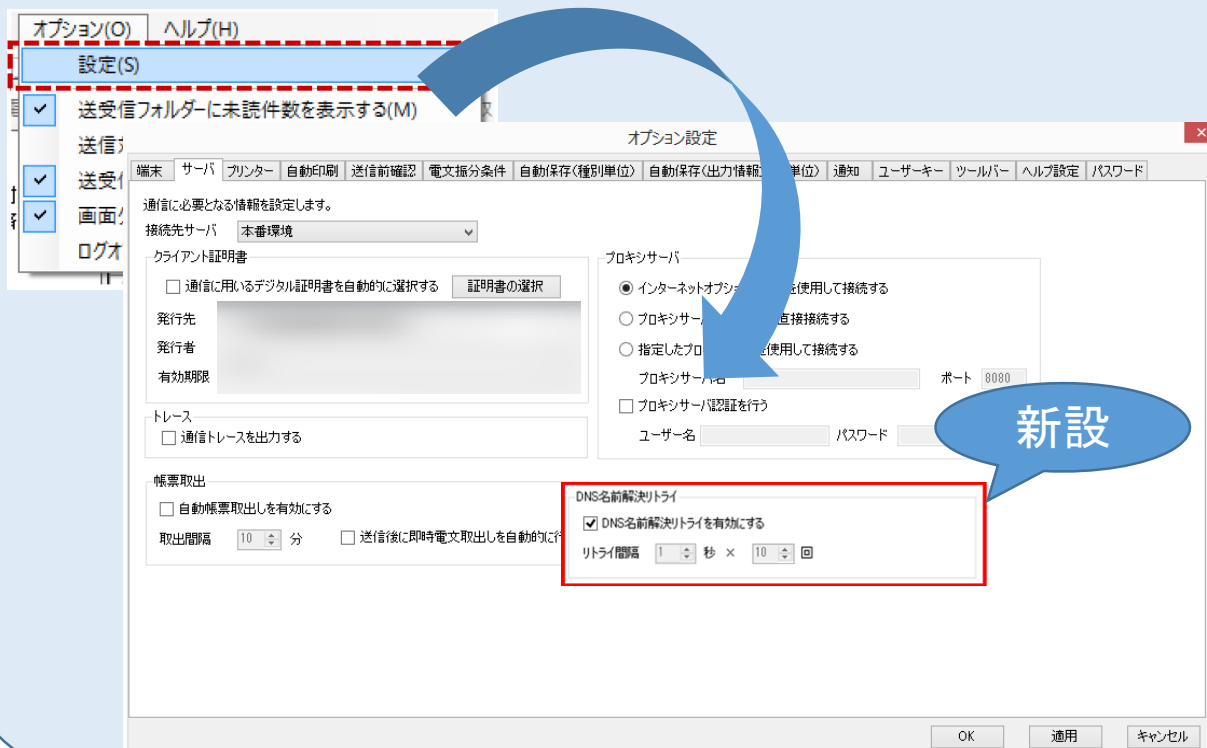 オプション(O) ヘルプ(H)
設定(S)
送受信フォルダーに未読件数を表示する(M)
送信
送受信
画面
ログオ
オプション設定
端末 サーバ プリンター 自動印刷 送信前確認 電文振分条件 自動保存(種別単位) 自動保存(出力情報 単位) 通知 ユーザーキー ツールバー ヘルプ設定 パスワード
通信に必要となる情報を設定します。
接続先サーバ 本番環境
クライアント証明書
通信に用いるデジタル証明書を自動的に選択する 証明書の選択
発行先
発行者
有効期限
トレース
通信トレースを出力する
帳票取出
自動帳票取出しを有効にする
取出間隔 10 分 送信後に即時電文取出しを自動的に行
プロキシサーバ
インターネットオプション を使用して接続する
プロキシサー 直接接続する
指定したプロ を使用して接続する
プロキシサーバ名 ポート 8080
プロキシサーバ認証を行う
ユーザー名 パスワード
新設
DNS名前解決リトライ
DNS名前解決リトライを有効にする
リトライ間隔 1 秒 × 10 回
OK 適用 キャンセル